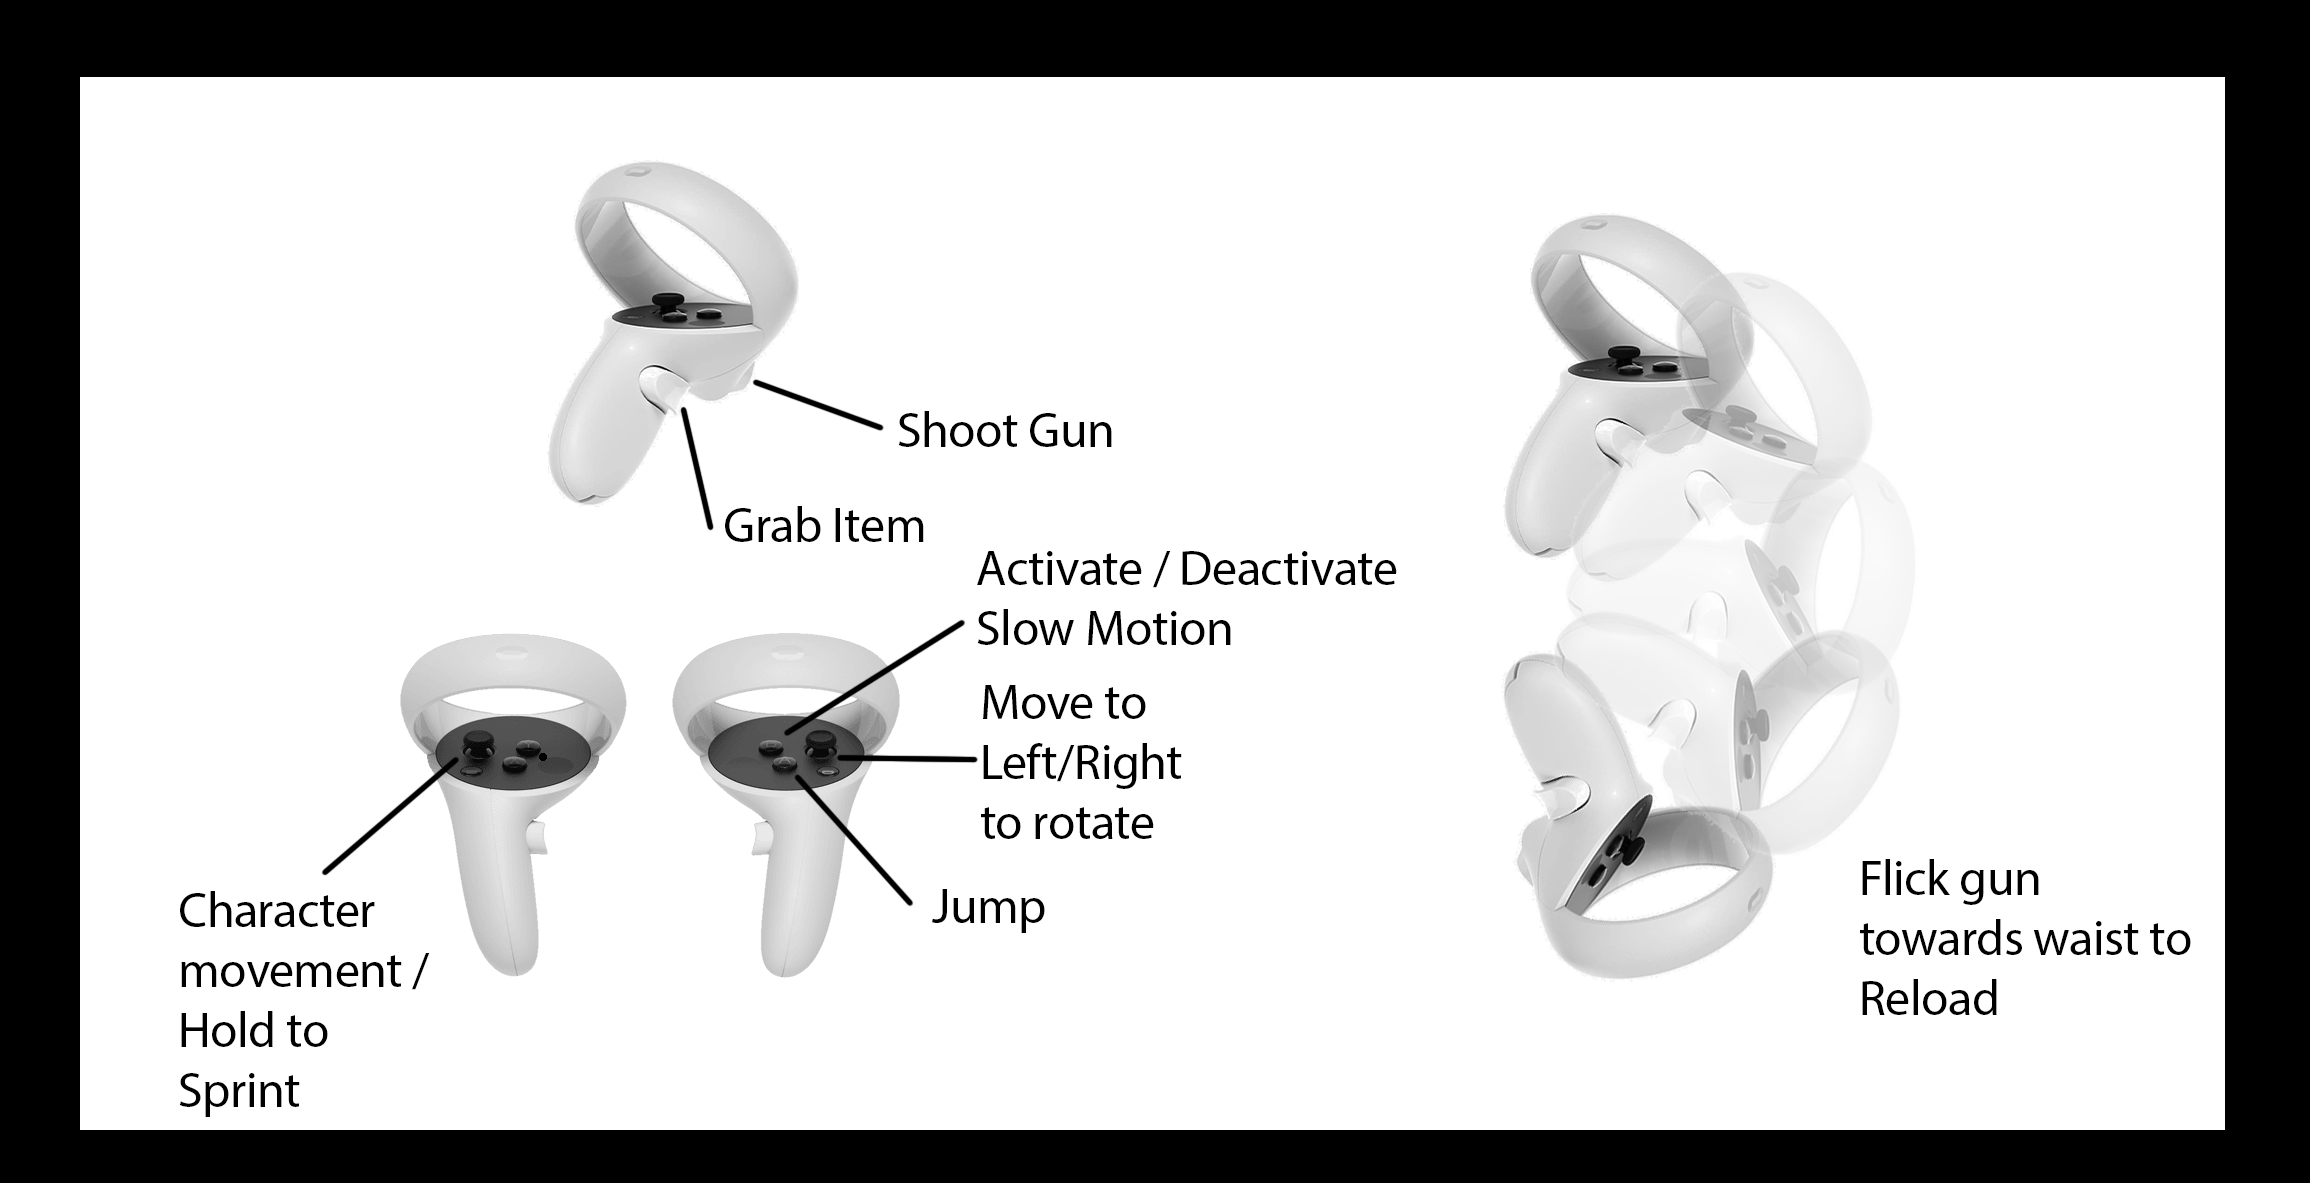 Shoot Gun
Grab Item
Activate / Deactivate
Slow Motion
Move to
Left/Right
to rotate
Jump
Character
movement /
Hold to
Sprint
Flick gun
towards waist to
Reload